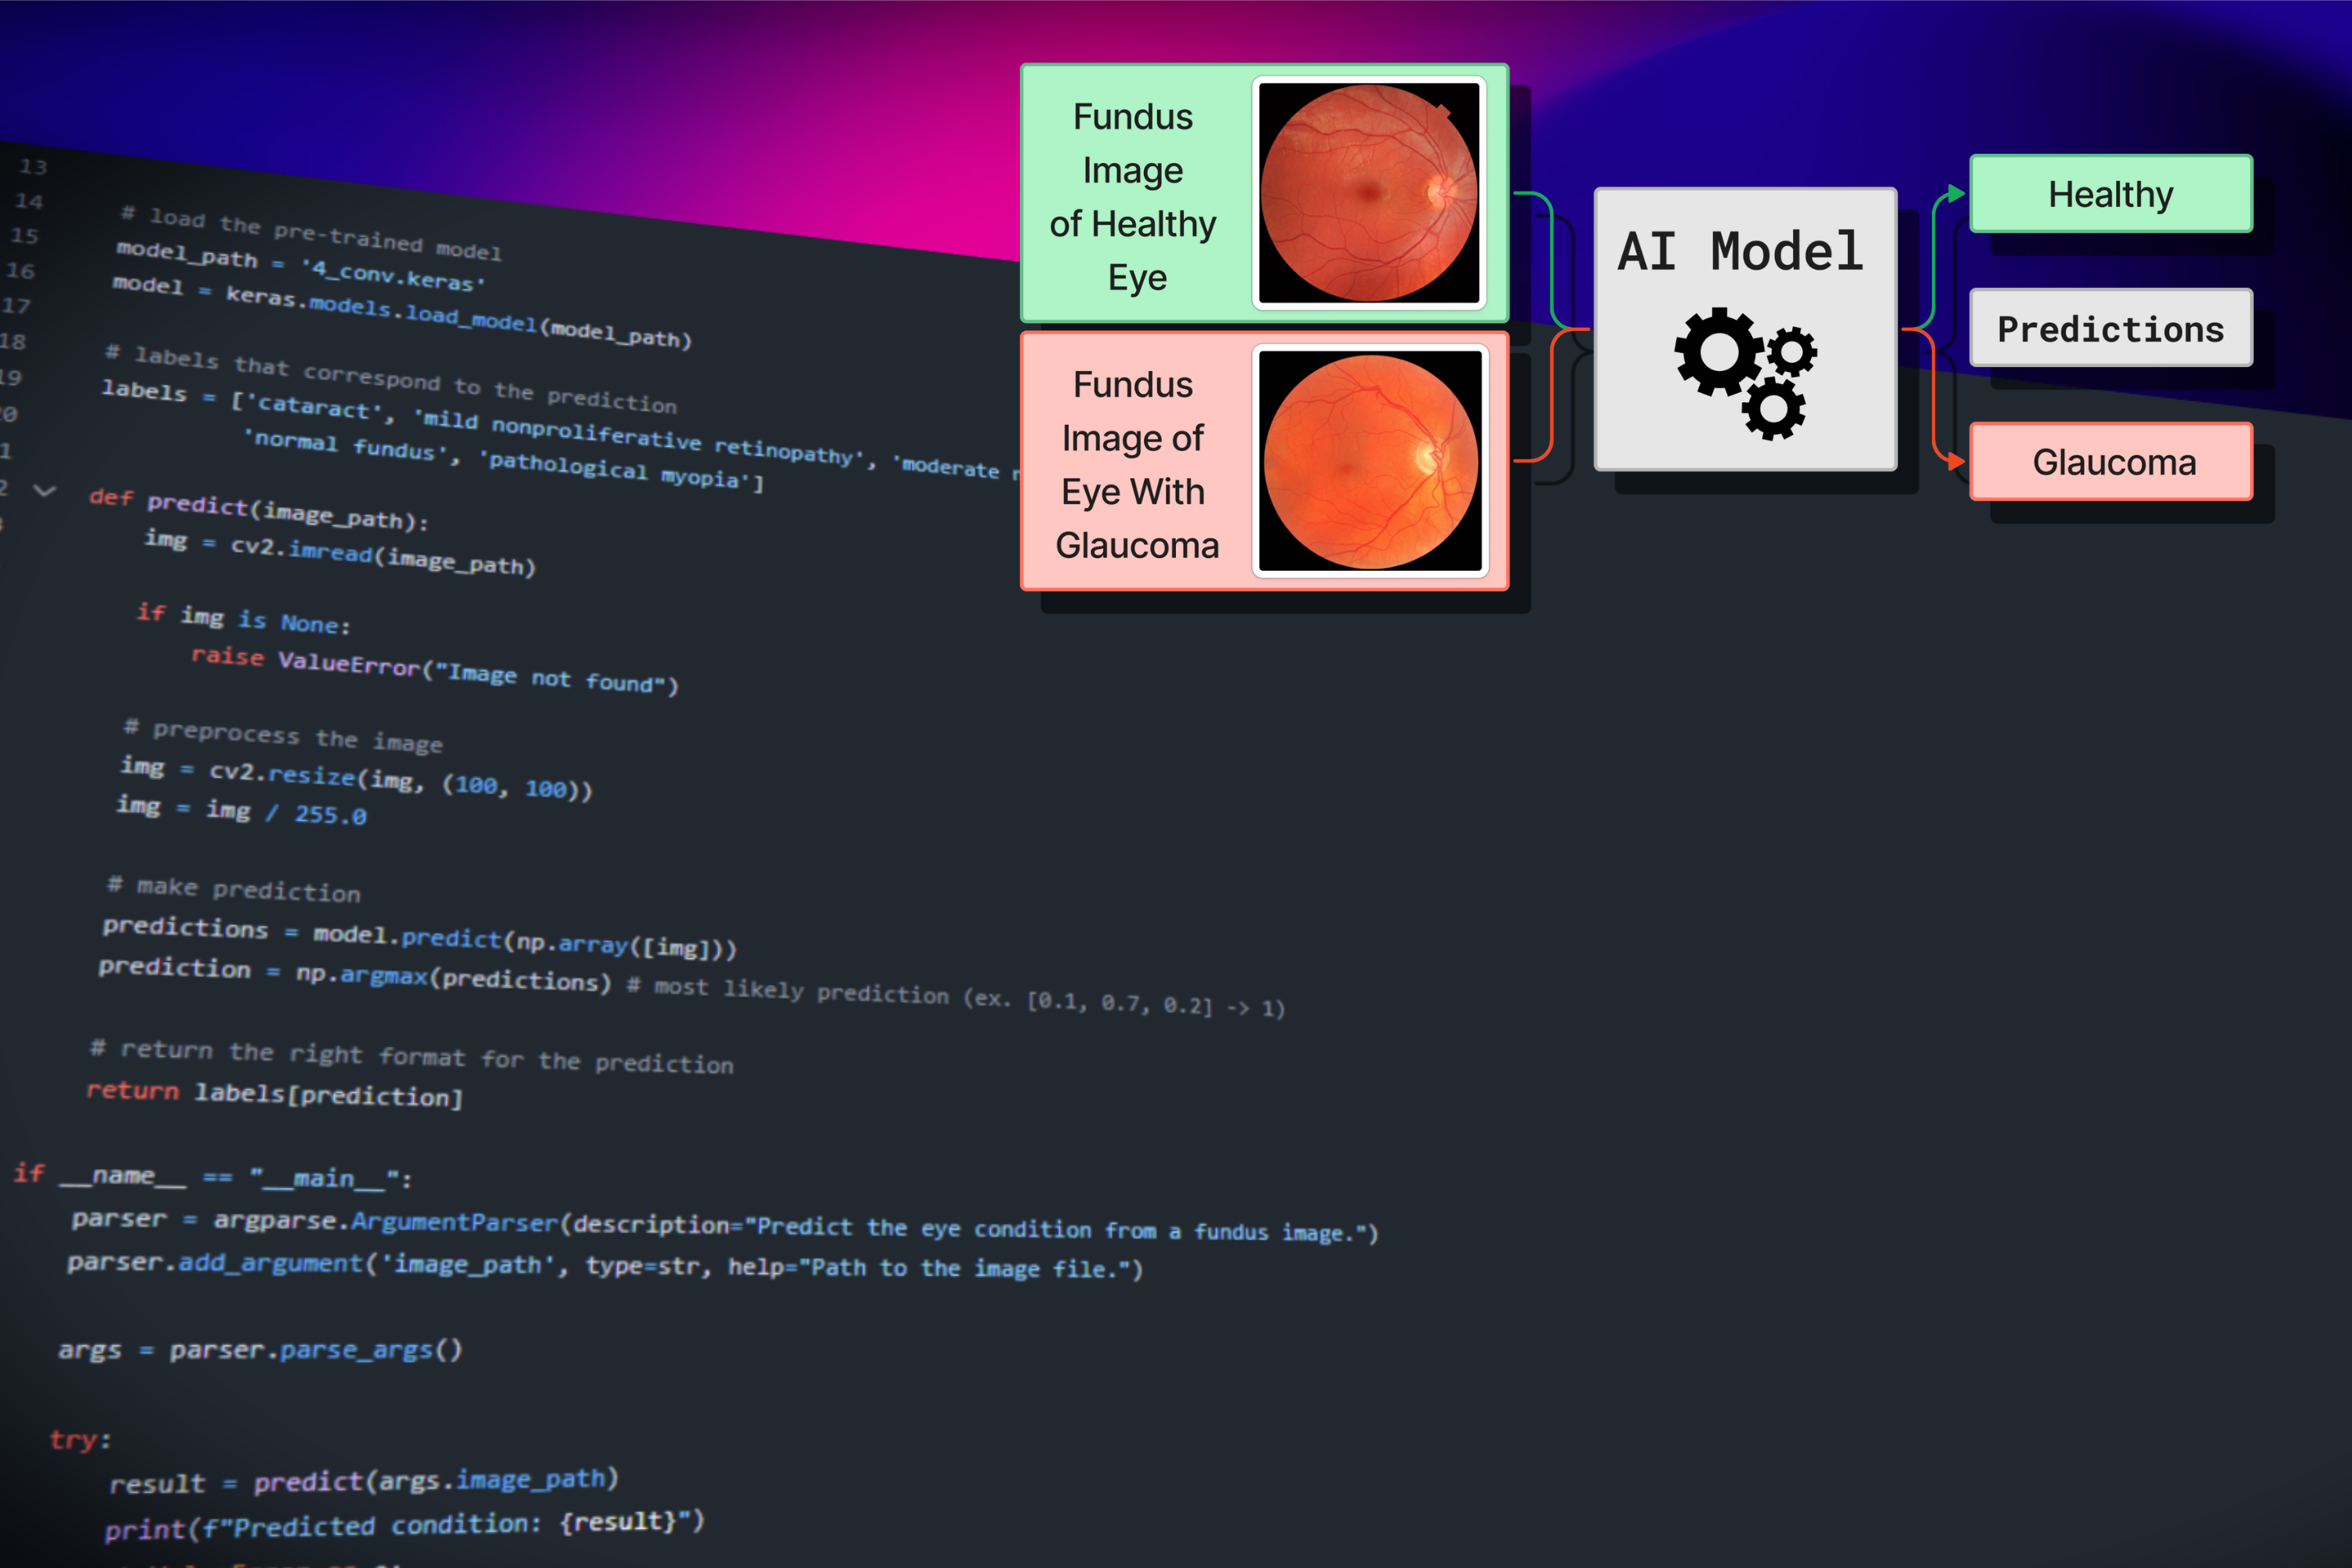 13
14
15
16
17
18
19
20
# load the pre-trained model
model_path = '4_conv.keras'
model = keras.models.load_model(model_path)
# labels that correspond to the prediction
labels = ['cataract', 'mild nonproliferative retinopathy', 'moderate
'normal fundus', 'pathological myopia']
def predict(image_path):
img = cv2.imread(image_path)
if img is None:
raise ValueError("Image not found")
# preprocess the image
img = cv2.resize(img, (100, 100))
img = img / 255.0
# make prediction
predictions = model.predict(np.array([img]))
prediction = np.argmax(predictions) # most likely prediction (ex. [0.1, 0.7, 0.2] -> 1)
# return the right format for the prediction
return labels[prediction]
if __name__ == "__main__":
parser = argparse.ArgumentParser(description="Predict the eye condition from a fundus image.")
parser.add_argument('image_path', type=str, help="Path to the image file.")
args = parser.parse_args()
try:
result = predict(args.image_path)
print(f"Predicted condition: {result}")
Fundus
Image
of Healthy
Eye
Fundus
Image of
Eye With
Glaucoma
AI Model
Healthy
Predictions
Glaucoma